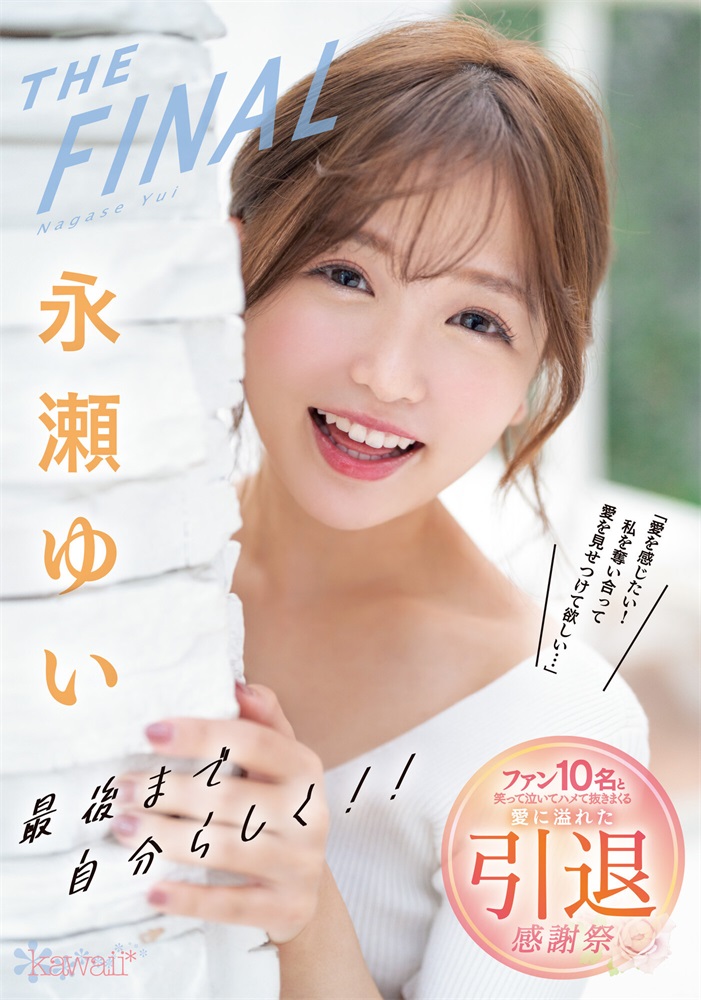 THE
FINAL
Nagase Yui
永瀬ゆい
「愛を感じたい！
私を奪い合って
愛を見せつけて欲しい…」
最後まで
自分らしく！！
ファン10名と
笑って泣いてハメて抜きまくる
愛に溢れた
引退
感謝祭
kawaii*